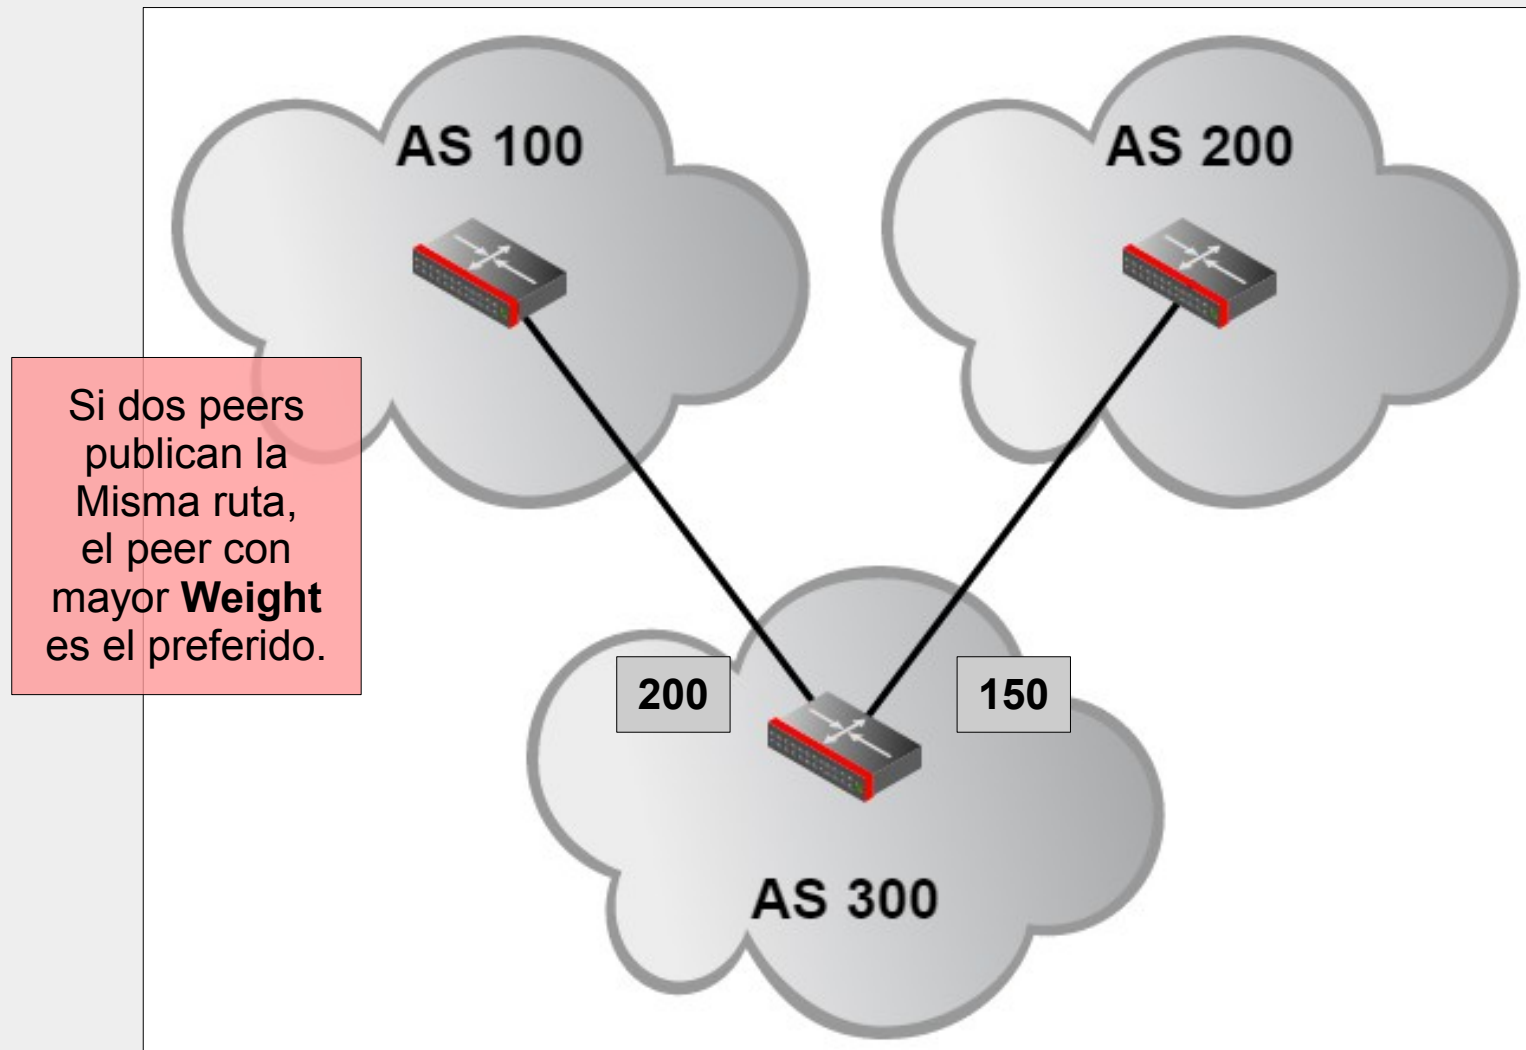 AS 100
AS 200
Si dos peers
publican la
Misma ruta,
el peer con
mayor Weight
es el preferido.
200
150
AS 300